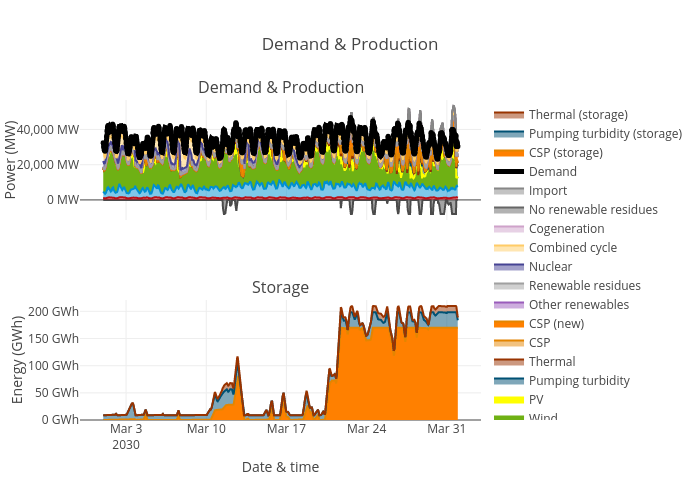 Demand & Production
Demand & Production
Power (MW)
40,000 MW
20,000 MW
0 MW
Thermal (storage)
Pumping turbidity (storage)
CSP (storage)
Demand
Import
No renewable residues
Cogeneration
Combined cycle
Nuclear
Renewable residues
Other renewables
CSP (new)
CSP
Thermal
Pumping turbidity
PV
Wind
Storage
Energy (GWh)
200 GWh
150 GWh
100 GWh
50 GWh
0 GWh
Mar 3
2030
Mar 10
Mar 17
Mar 24
Mar 31
Date & time